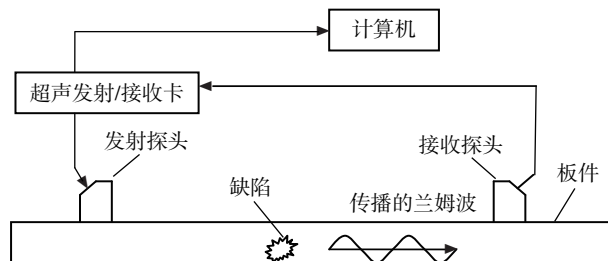 计算机
超声发射/接收卡
发射探头
接收探头
板件
缺陷
传播的兰姆波